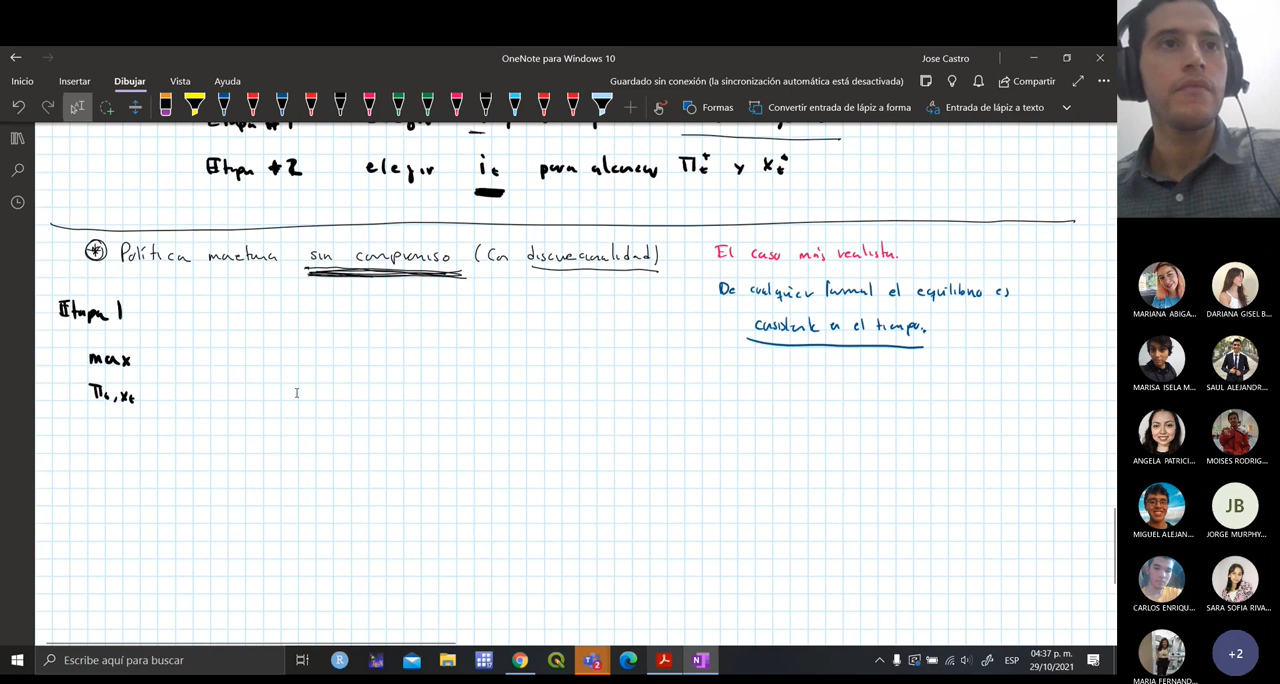 OneNote para Windows 10
Jose Castro
Inicio Insertar Dibujar Vista Ayuda
Guardado sin conexión (la sincronización automática está desactivada)
Compartir
Formas
Convertir entrada de lápiz a forma
Entrada de lápiz a texto
Etapa #2 elegir it para alcanzar Πt* y xt*
Política monetaria sin compromiso (Con discrecionalidad)
El caso más realista.
De cualquier forma el equilibrio es
consistente en el tiempo.
Etapa 1
max
Πt, xt
MARIANA ABIGA...
DARIANA GISEL B...
MARISA ISELA M...
SAUL ALEJANDR...
ANGELA PATRICI...
MOISES RODRIG...
JB
MIGUEL ALEJAN...
JORGE MURPHY...
CARLOS ENRIQU...
SARA SOFIA RIVA...
MARIA FERNAND...
+2
Escribe aquí para buscar
ESP
04:37 p. m.
29/10/2021